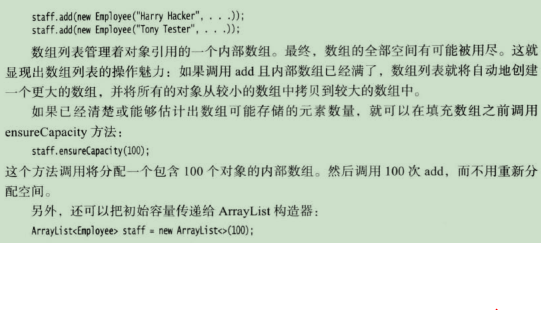 staff.add(new Employee("Harry Hacker", . . .));
staff.add(new Employee("Tony Tester", . . .));
数组列表管理着对象引用的一个内部数组。最终，数组的全部空间有可能被用尽。这就
显现出数组列表的操作魅力：如果调用 add 且内部数组已经满了，数组列表就将自动地创建
一个更大的数组，并将所有的对象从较小的数组中拷贝到较大的数组中。
如果已经清楚或能够估计出数组可能存储的元素数量，就可以在填充数组之前调用
ensureCapacity 方法：
staff.ensureCapacity(100);
这个方法调用将分配一个包含 100 个对象的内部数组。然后调用 100 次 add，而不用重新分
配空间。
另外，还可以把初始容量传递给 ArrayList 构造器：
ArrayList<Employee> staff = new ArrayList<>(100);